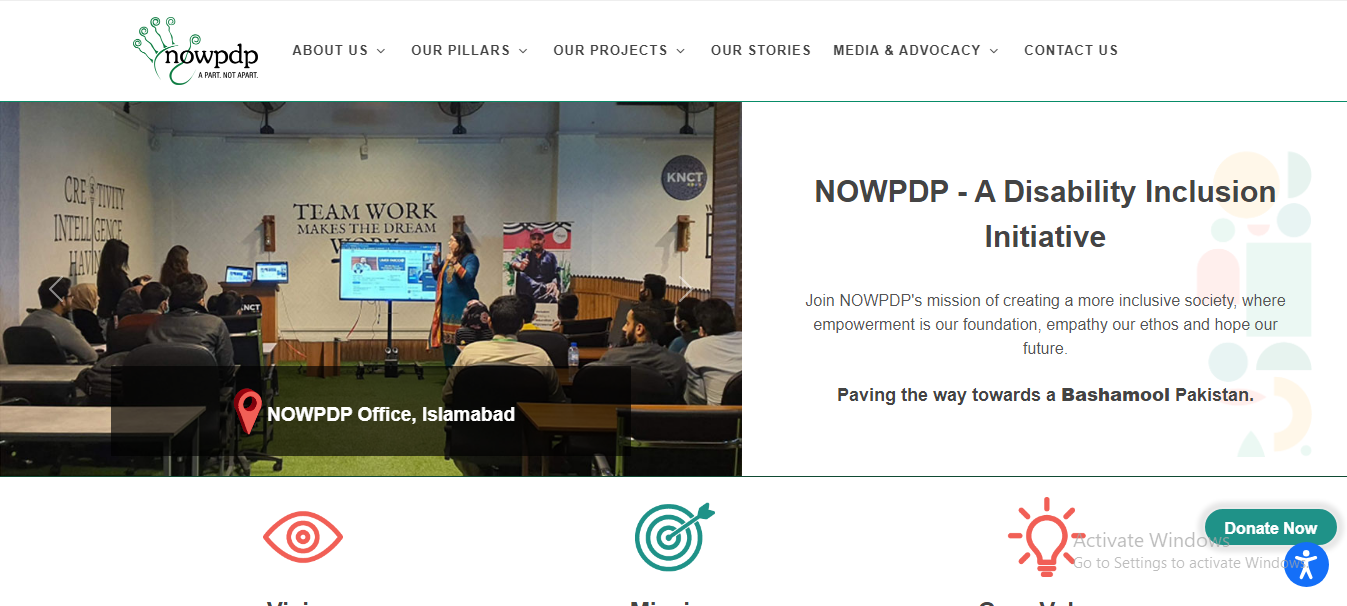 nowpdp
A PART. NOT APART.
ABOUT US
OUR PILLARS
OUR PROJECTS
OUR STORIES
MEDIA & ADVOCACY
CONTACT US
CREATIVITY
INTELLIGENCE
HAVING
TEAM WORK
MAKES THE DREAM
WORK
KNCT
KNCT
NOWPDP Office, Islamabad
NOWPDP - A Disability Inclusion
Initiative
Join NOWPDP's mission of creating a more inclusive society, where
empowerment is our foundation, empathy our ethos and hope our
future.
Paving the way towards a Bashamool Pakistan.
Donate Now
Activate Windows
Go to Settings to activate Windows.